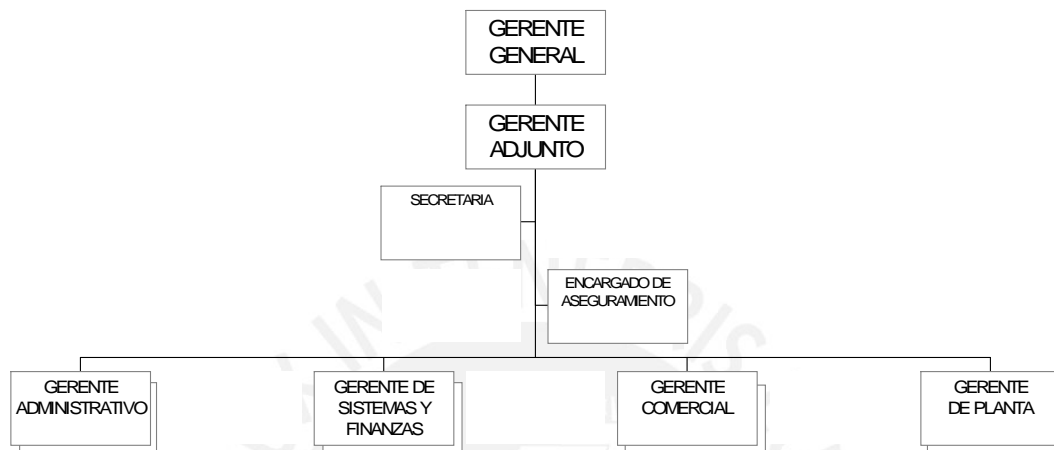 GERENTE
GENERAL
GERENTE
ADJUNTO
SECRETARIA
ENCARGADO DE
ASEGURAMIENTO
GERENTE
ADMINISTRATIVO
GERENTE DE
SISTEMAS Y
FINANZAS
GERENTE
COMERCIAL
GERENTE
DE PLANTA